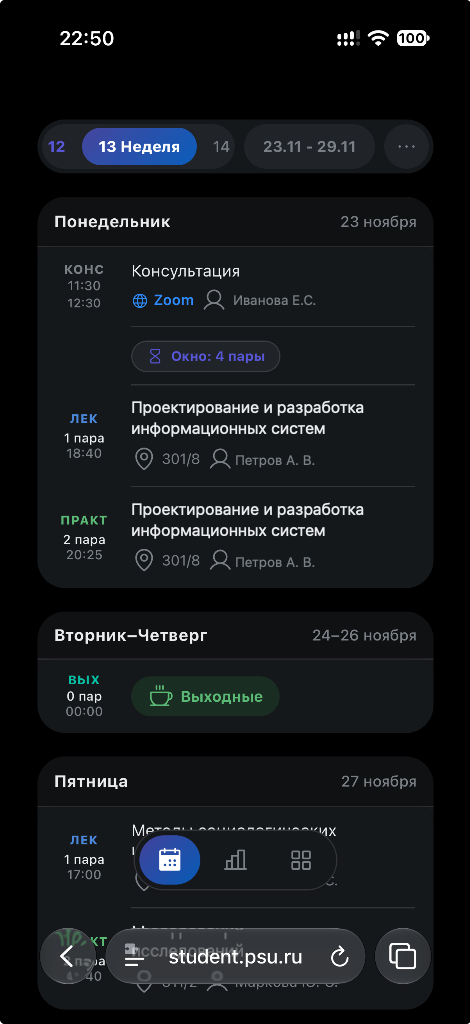 22:50
100
12 13 Неделя 14 23.11 - 29.11 ...
Понедельник 23 ноября
КОНС
11:30
12:30
Консультация
Zoom Иванова Е.С.
Окно: 4 пары
ЛЕК
1 пара
18:40
Проектирование и разработка
информационных систем
301/8 Петров А. В.
ПРАКТ
2 пара
20:25
Проектирование и разработка
информационных систем
301/8 Петров А. В.
Вторник–Четверг 24–26 ноября
ВЫХ
0 пар
00:00
Выходные
Пятница 27 ноября
ЛЕК
1 пара
17:00
Методы социологических
исследований
student.psu.ru